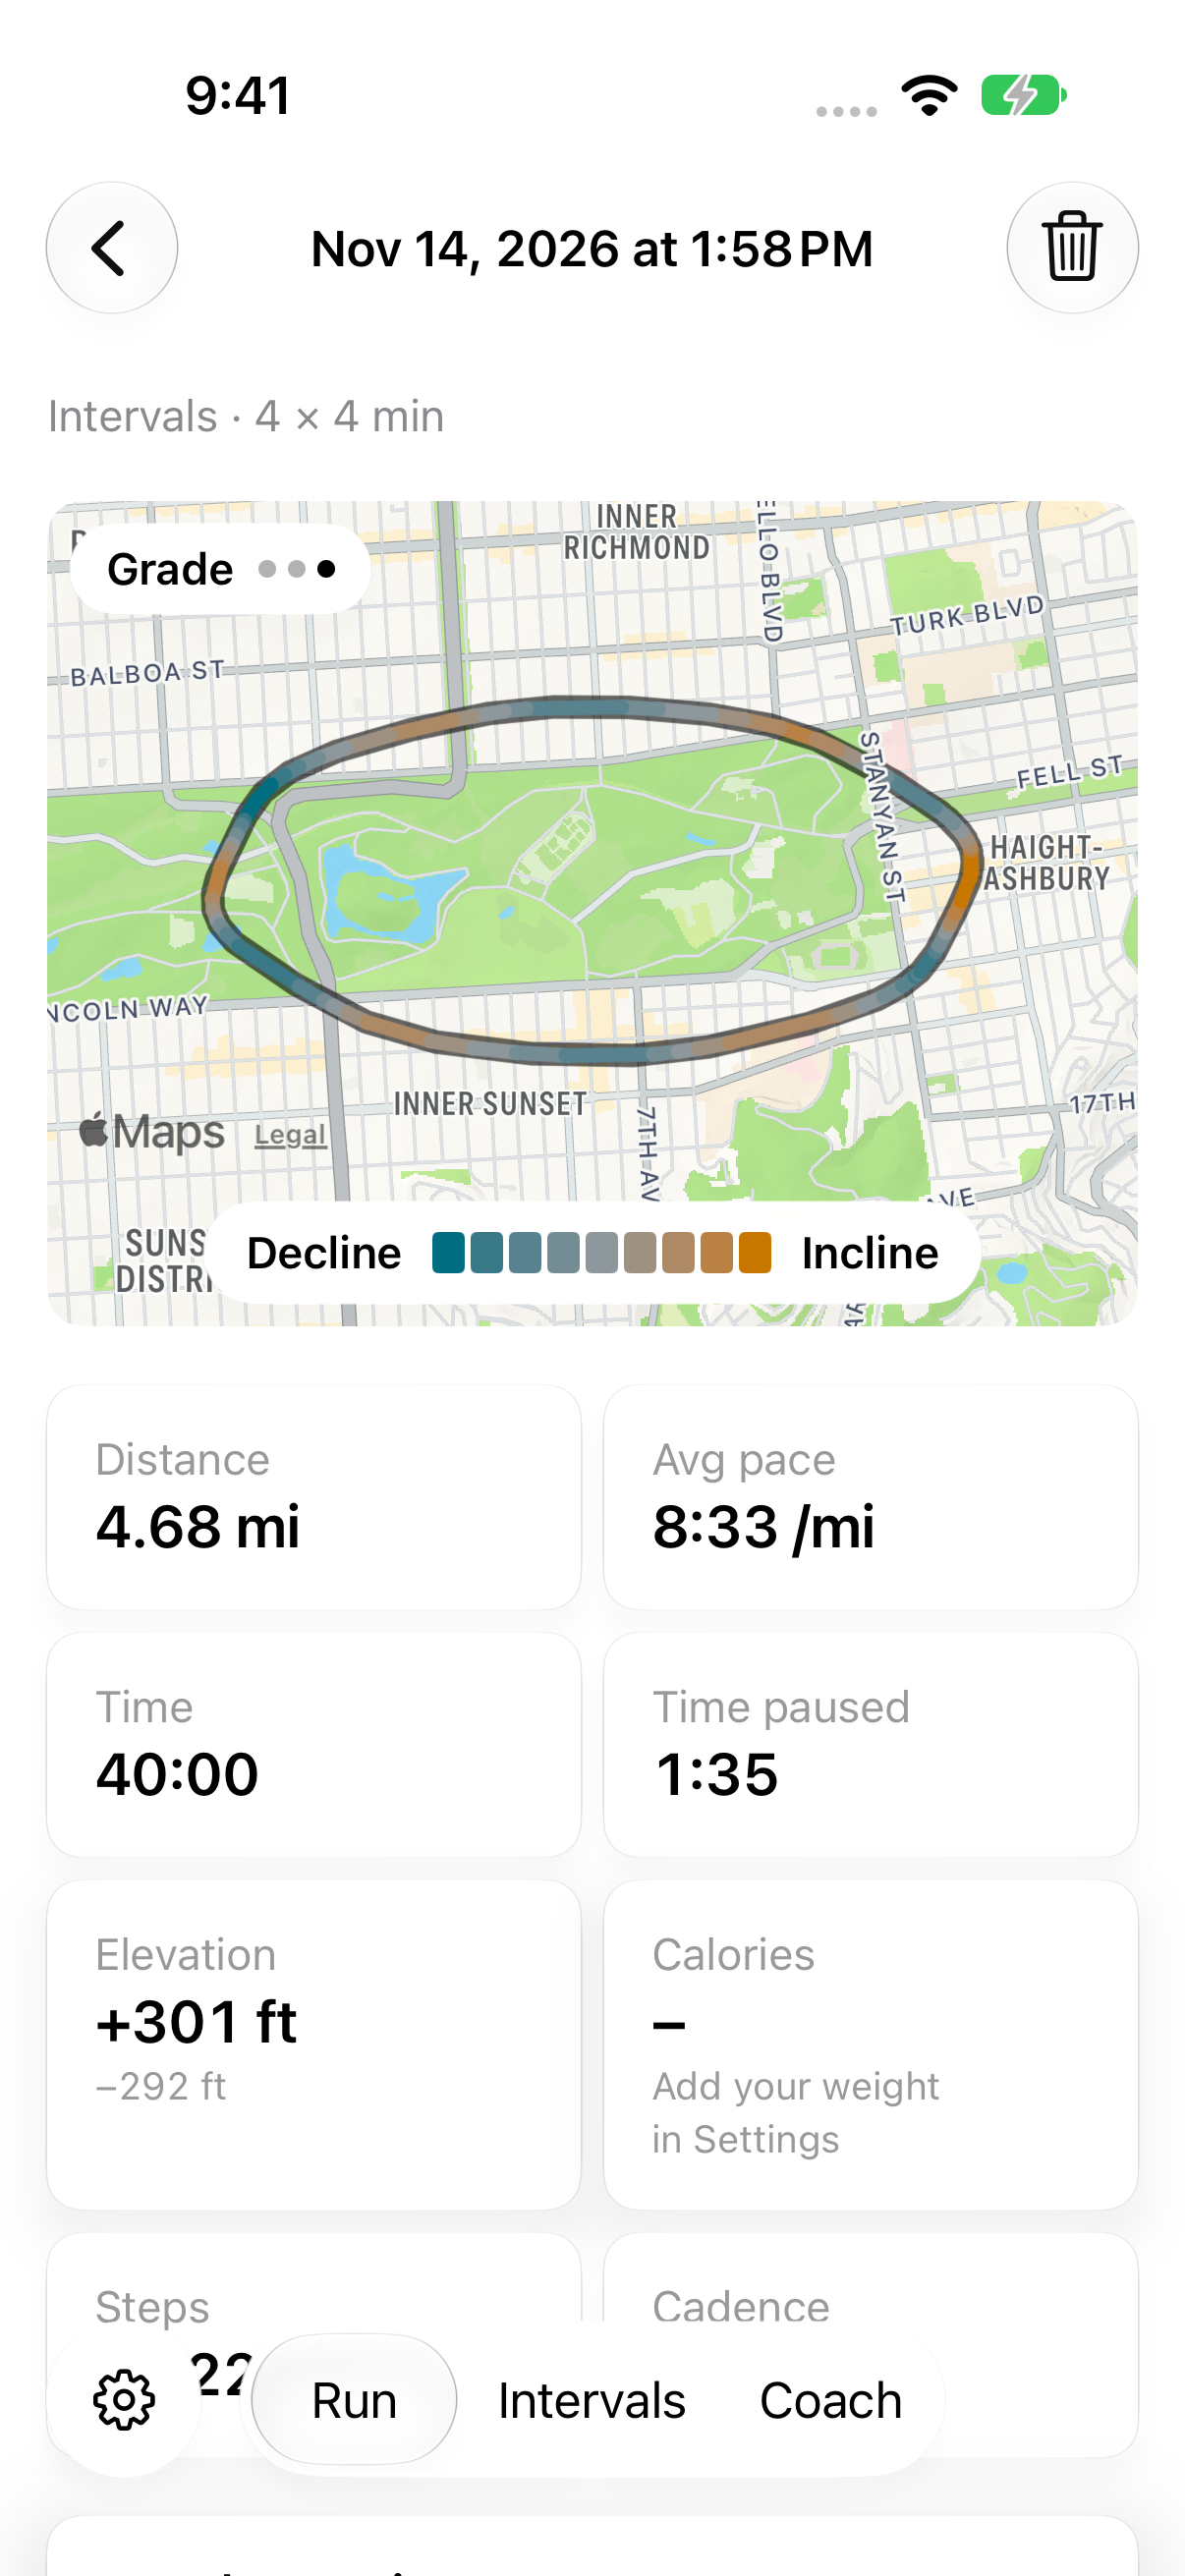 9:41
Nov 14, 2026 at 1:58 PM
Intervals · 4 × 4 min
Grade
INNER
RICHMOND
TURK BLVD
BALBOA ST
STANYAN ST
FELL ST
HAIGHT-
ASHBURY
INNER SUNSET
7TH AV
17TH
Maps Legal
Decline Incline
Distance
4.68 mi
Avg pace
8:33 /mi
Time
40:00
Time paused
1:35
Elevation
+301 ft
−292 ft
Calories
–
Add your weight
in Settings
Steps
Cadence
Run Intervals Coach